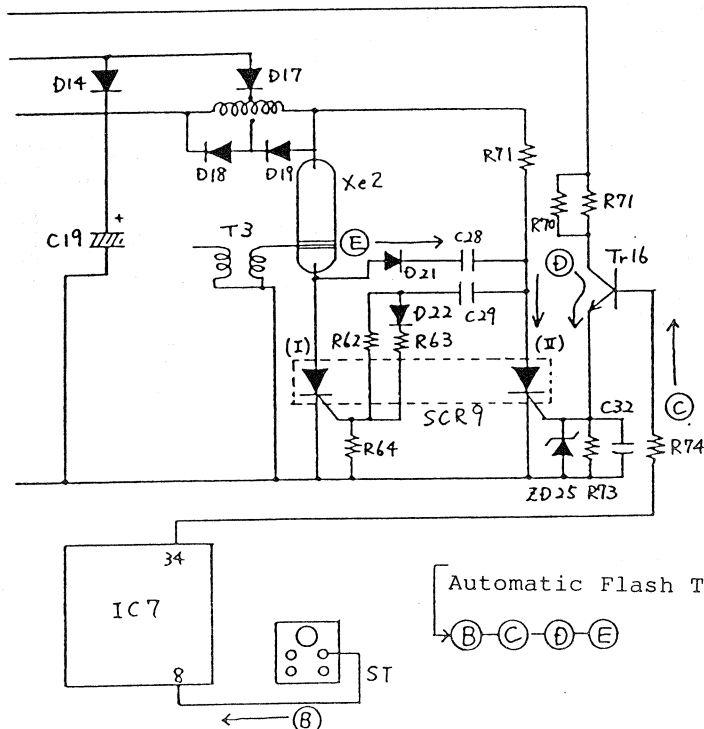 D14
D17
D18
D19
R71
Xe2
C19
+
T3
E
C28
D21
R70
R71
D
Tr16
C29
D22
R62
R63
(I)
(II)
C
SCR9
C32
R64
R74
ZD25
R73
34
IC7
8
ST
B
Automatic Flash T
B-C-D-E